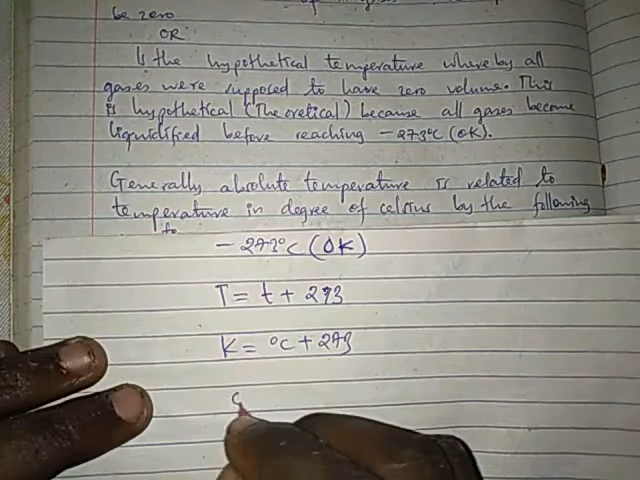 be zero
OR
Is the hypothetical temperature whereby all
gases were supposed to have zero volume. This
is hypothetical (Theoretical) because all gases become
liquidified before reaching -273°C (0K).
Generally absolute temperature is related to
temperature in degree of celsius by the following
-273°C (0K)
T = t + 273
K = °C + 273